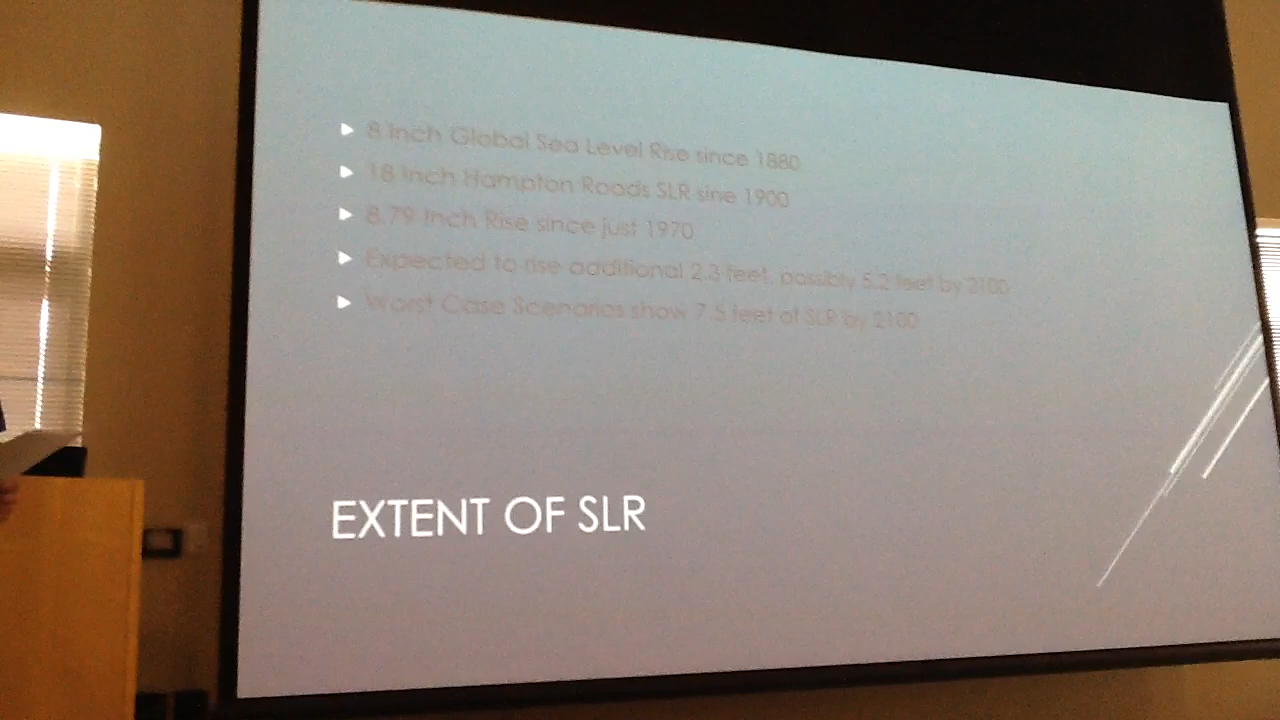 8 Inch Global Sea Level Rise since 1880
18 Inch Hampton Roads SLR sine 1900
8.79 Inch Rise since just 1970
Expected to rise additional 2.3 feet, possibly 5.2 feet by 2100
Worst Case Scenarios show 7.5 feet of SLR by 2100
EXTENT OF SLR